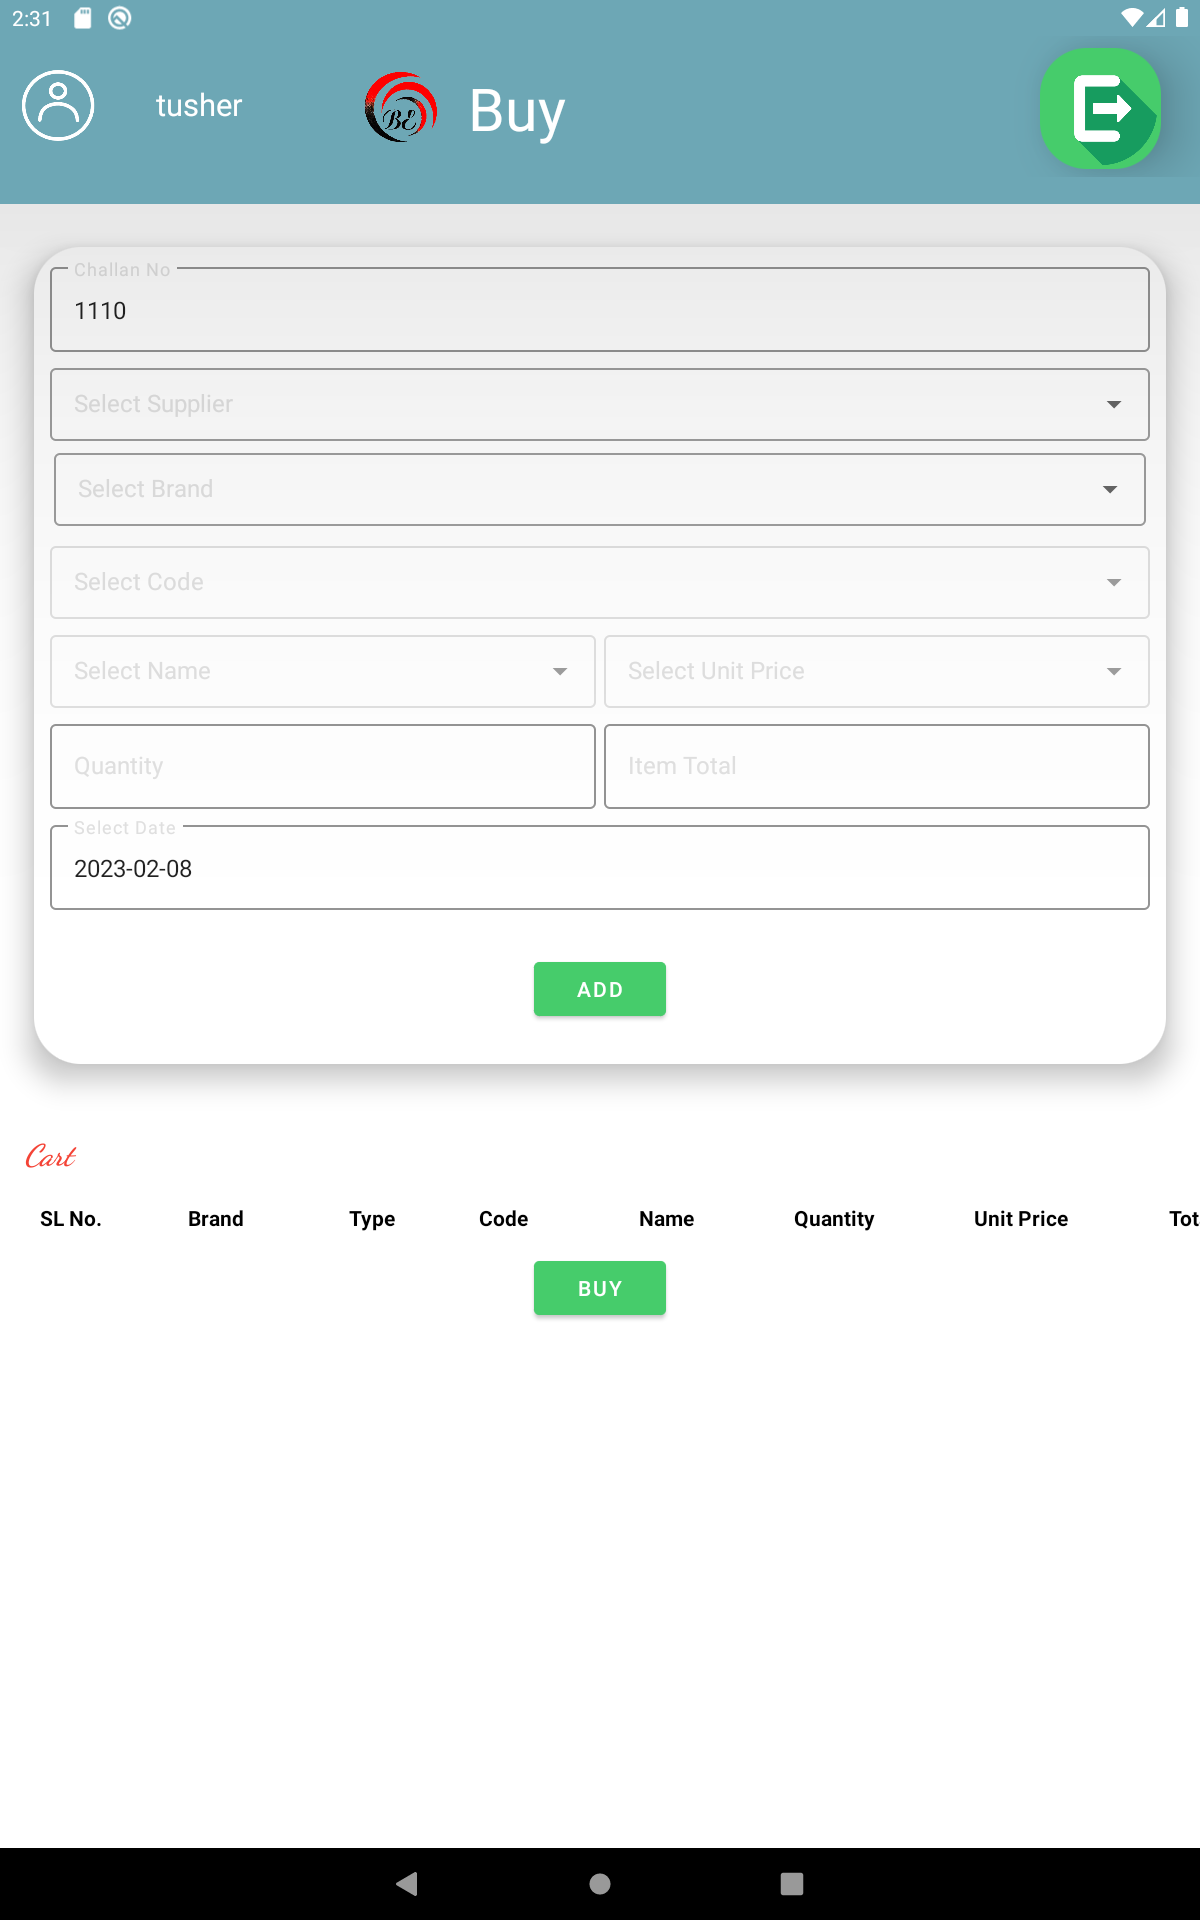 2:31
tusher
BE
Buy
Challan No
1110
Select Supplier
Select Brand
Select Code
Select Name Select Unit Price
Quantity Item Total
Select Date
2023-02-08
ADD
Cart
SL No. Brand Type Code Name Quantity Unit Price Tot
BUY